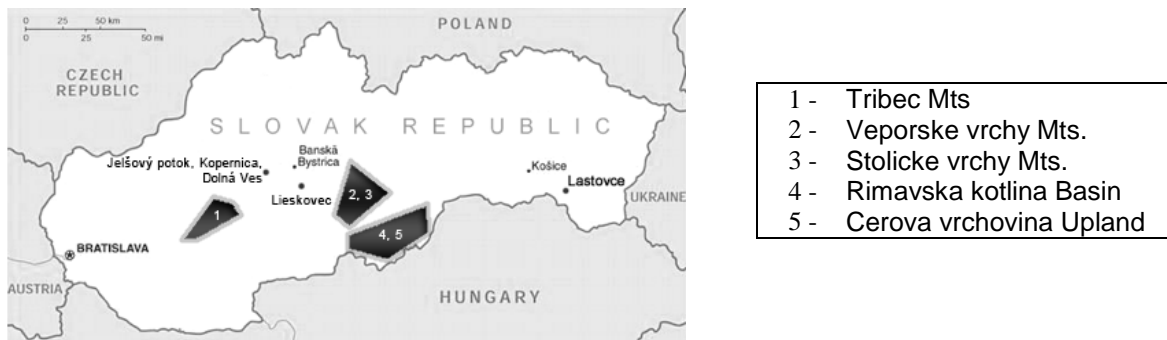 0 25 50 km
0 25 50 mi
POLAND
CZECH
REPUBLIC
SLOVAK REPUBLIC
Banská
Bystrica
Jelšový potok, Kopernica,
Dolná Ves
Košice
Lastovce
Lieskovec
UKRAINE
2, 3
1
4, 5
BRATISLAVA
AUSTRIA
HUNGARY
1 - Tribec Mts
2 - Veporske vrchy Mts.
3 - Stolicke vrchy Mts.
4 - Rimavska kotlina Basin
5 - Cerova vrchovina Upland